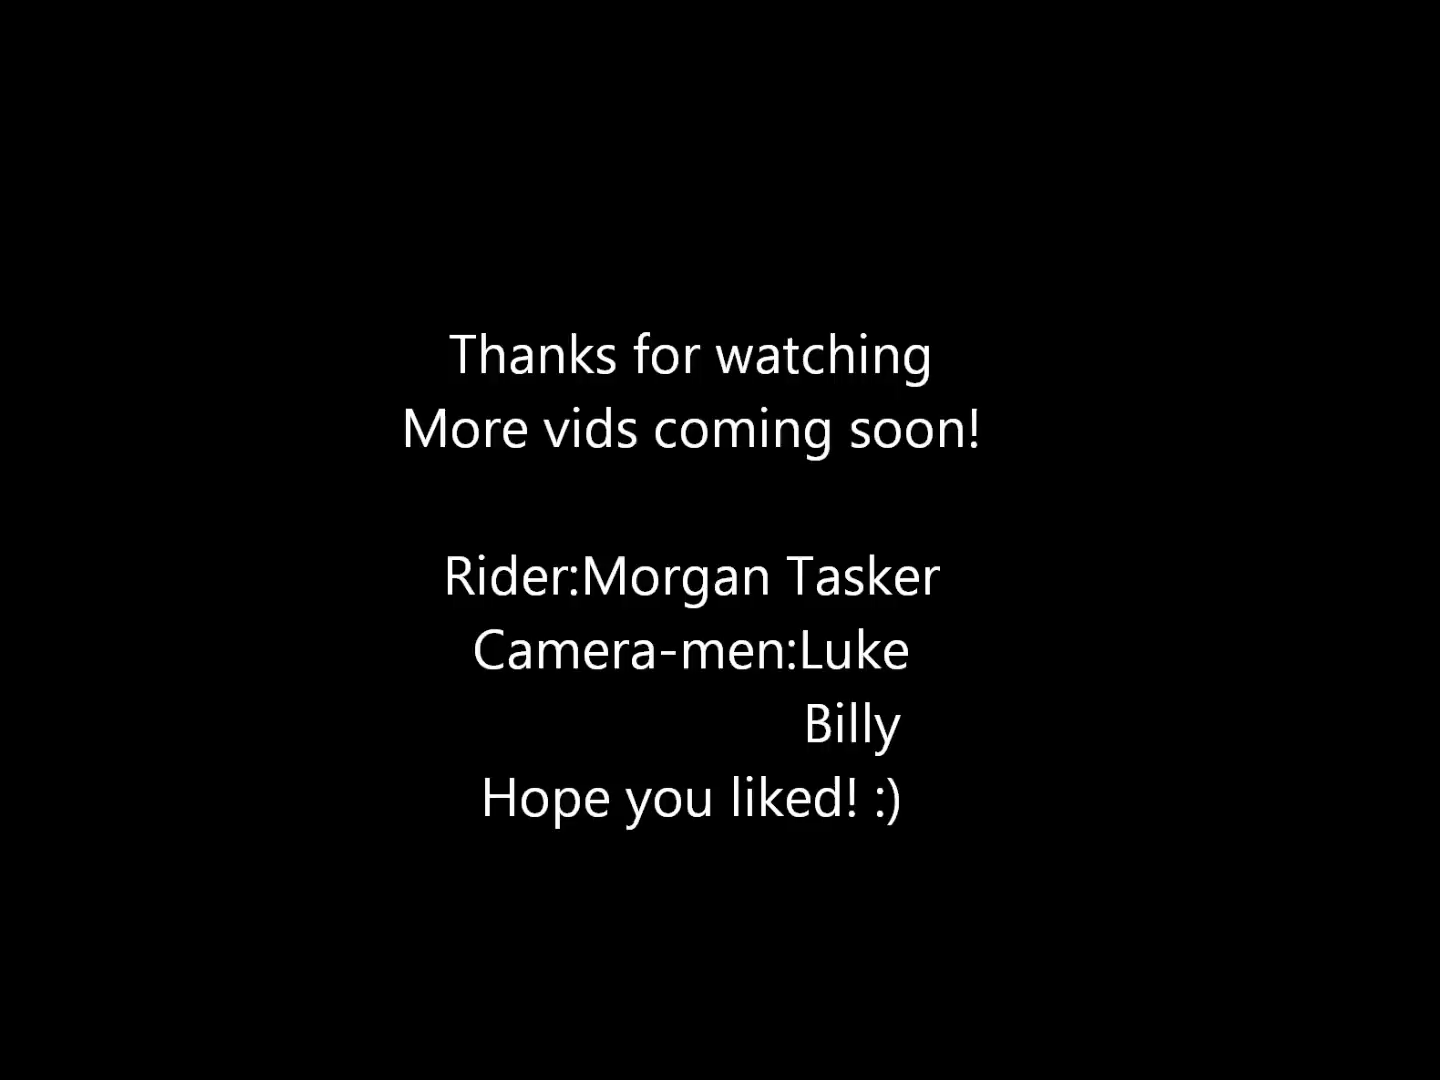 Thanks for watching
More vids coming soon!
Rider:Morgan Tasker
Camera-men:Luke
Billy
Hope you liked! :)